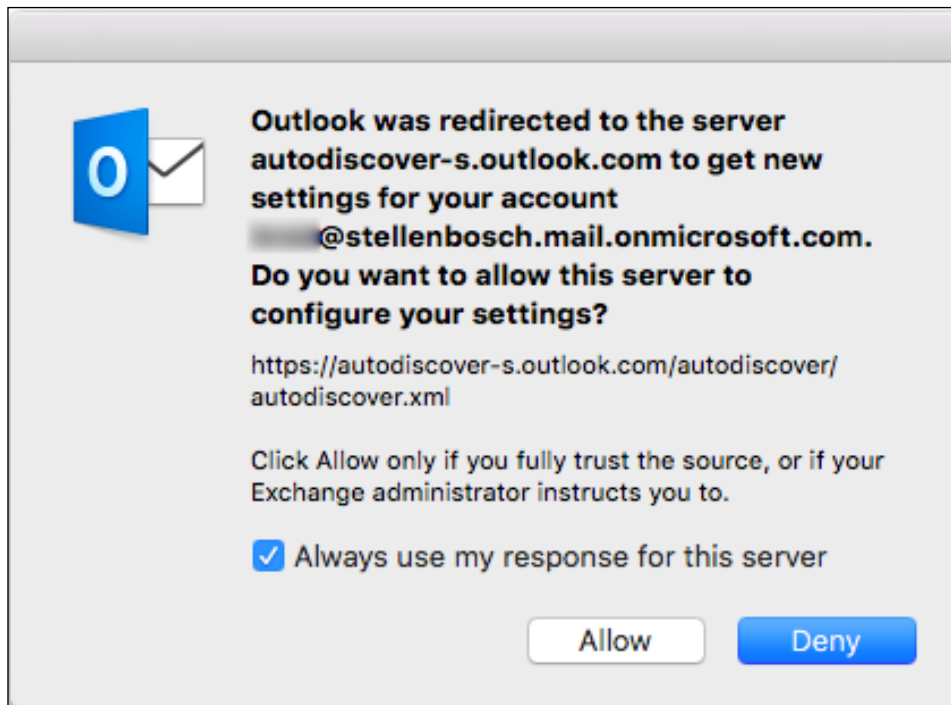 Outlook was redirected to the server
autodiscover-s.outlook.com to get new
settings for your account
@stellenbosch.mail.onmicrosoft.com.
Do you want to allow this server to
configure your settings?
https://autodiscover-s.outlook.com/autodiscover/
autodiscover.xml
Click Allow only if you fully trust the source, or if your
Exchange administrator instructs you to.
Always use my response for this server
Allow
Deny